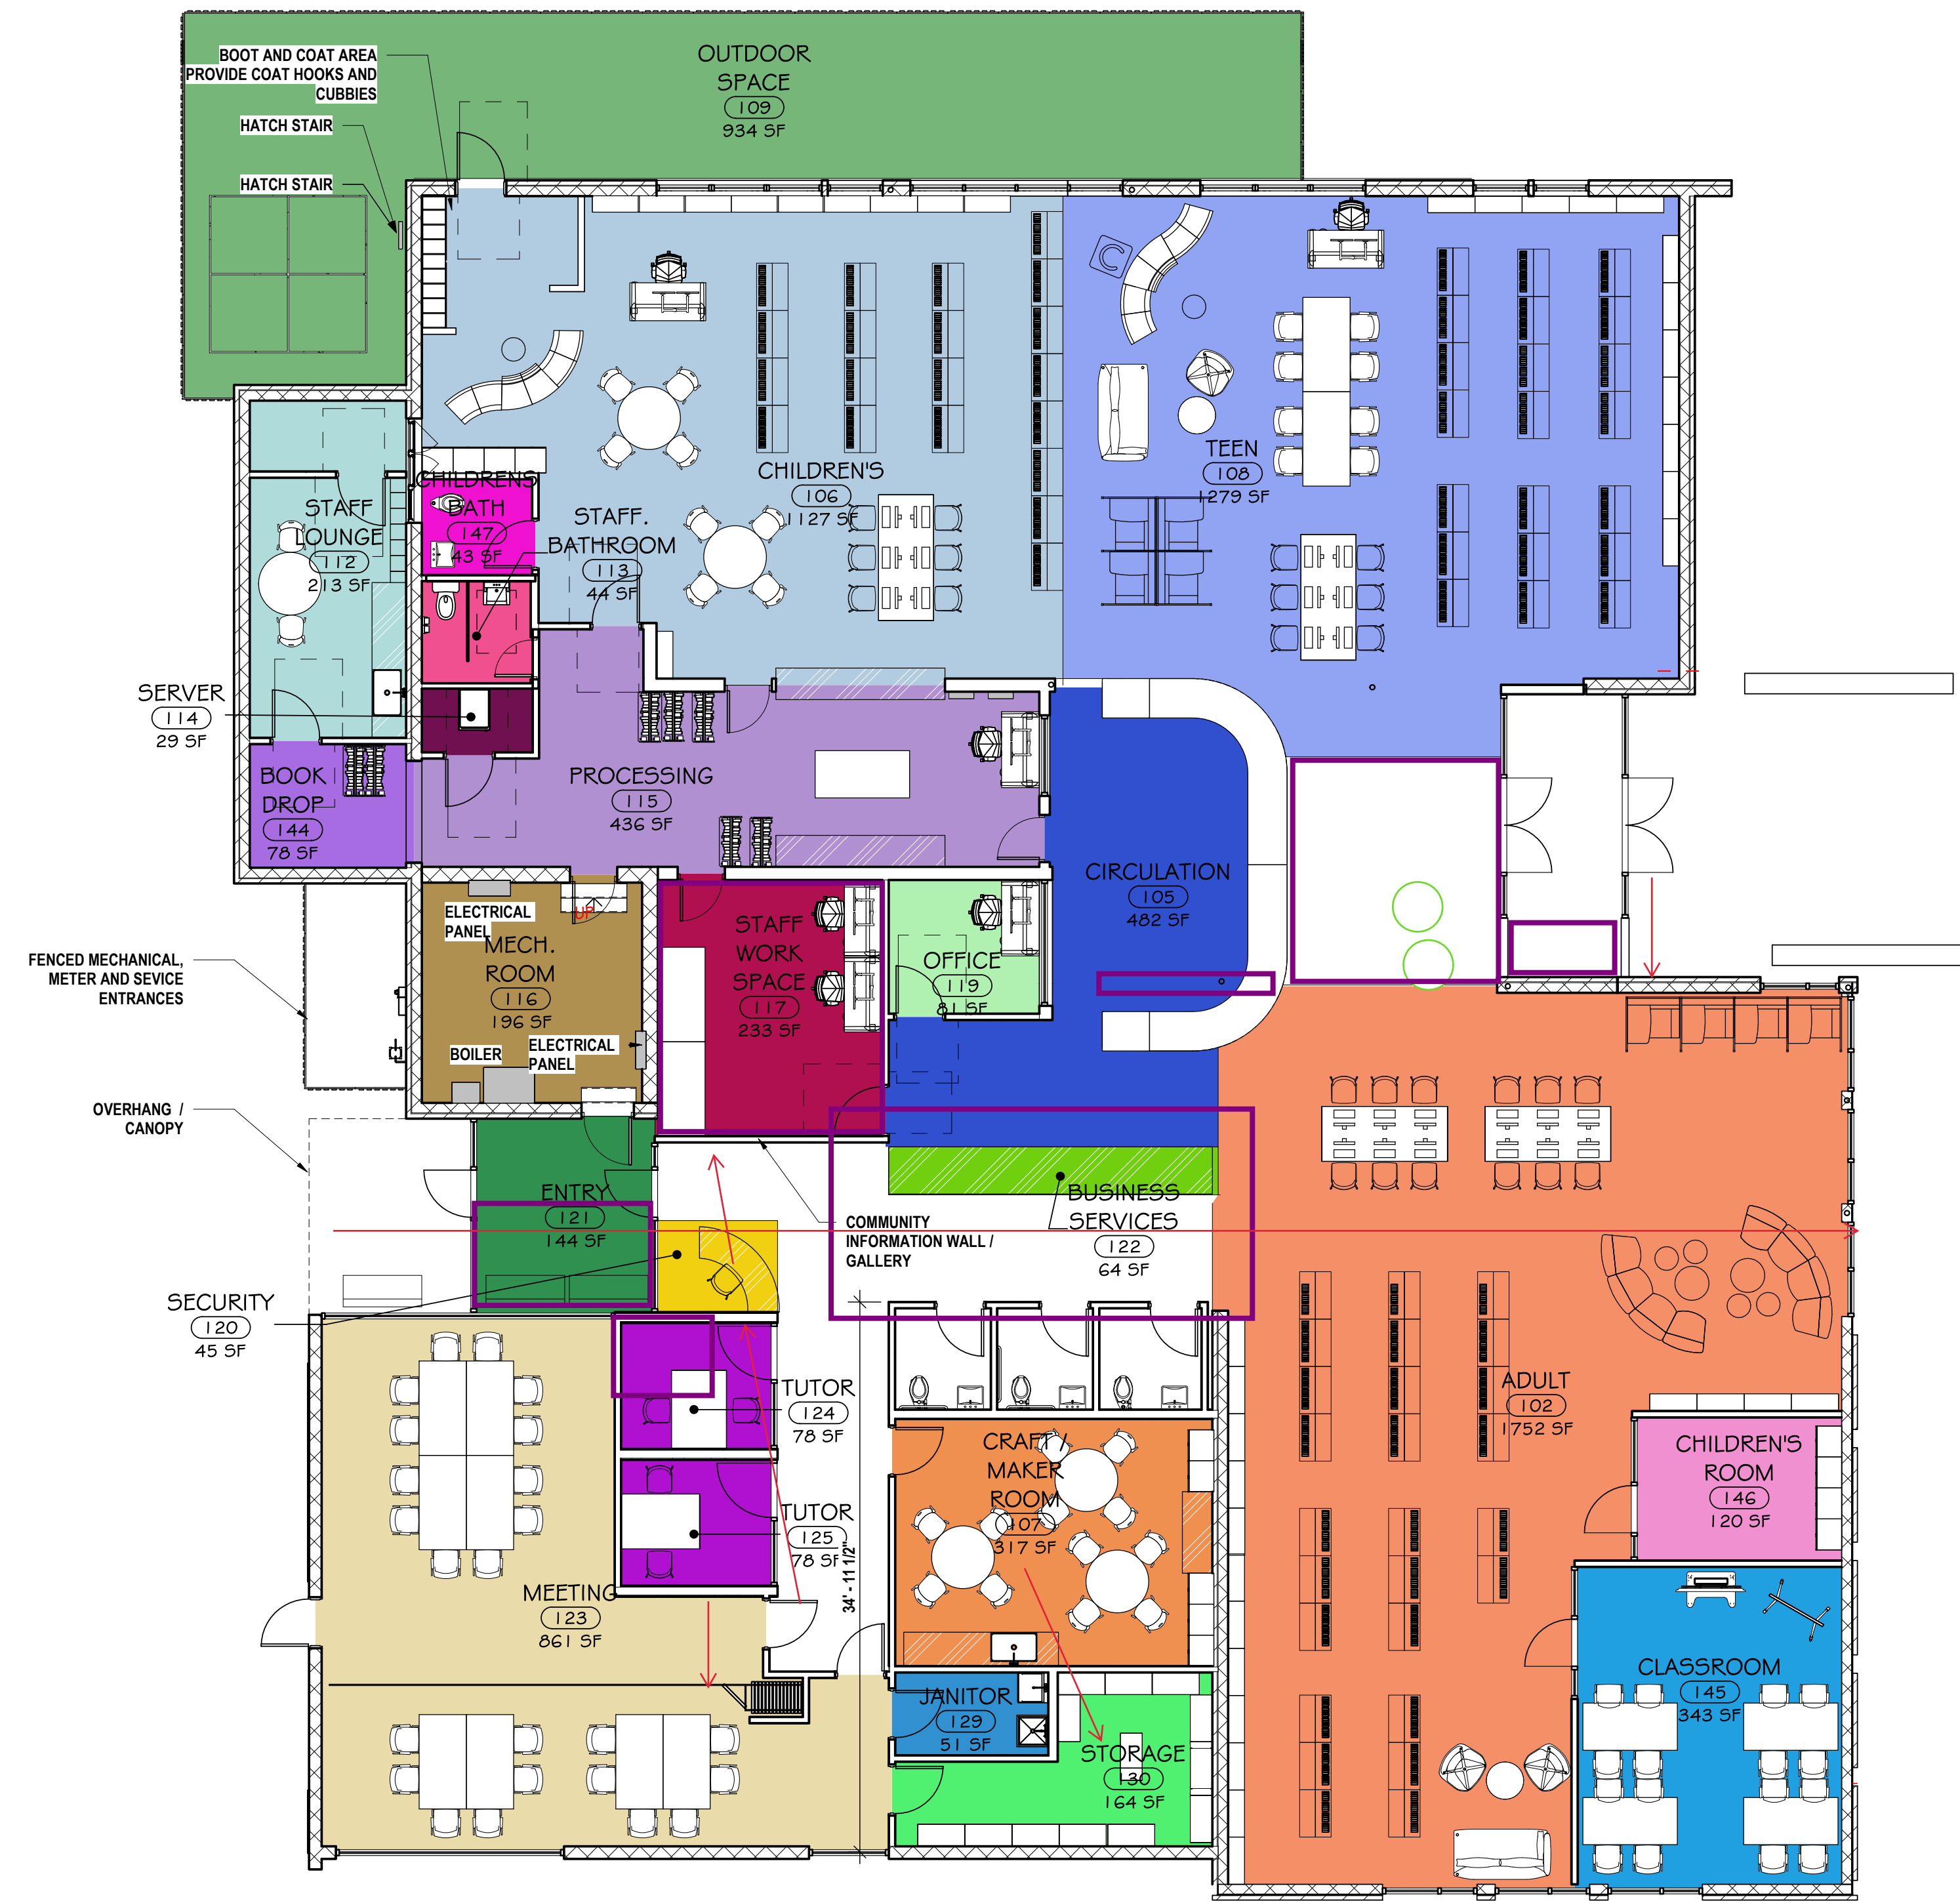 OUTDOOR
SPACE
109
934 SF
BOOT AND COAT AREA
PROVIDE COAT HOOKS AND
CUBBIES
HATCH STAIR
HATCH STAIR
TEEN
108
1279 SF
CHILDREN'S
106
1127 SF
CHILDRENS
BATH
147
43 SF
STAFF
LOUNGE
112
213 SF
STAFF.
BATHROOM
113
44 SF
SERVER
114
29 SF
BOOK
DROP
144
78 SF
PROCESSING
115
436 SF
CIRCULATION
105
482 SF
ELECTRICAL
PANEL
UP
MECH.
ROOM
116
196 SF
BOILER
ELECTRICAL
PANEL
STAFF
WORK
SPACE
117
233 SF
OFFICE
119
81 SF
FENCED MECHANICAL,
METER AND SEVICE
ENTRANCES
OVERHANG /
CANOPY
ENTRY
121
144 SF
COMMUNITY
INFORMATION WALL /
GALLERY
BUSINESS
SERVICES
122
64 SF
SECURITY
120
45 SF
TUTOR
124
78 SF
TUTOR
125
78 SF
34' - 11 1/2"
CRAFT /
MAKER
ROOM
107
317 SF
ADULT
102
1752 SF
CHILDREN'S
ROOM
146
120 SF
MEETING
123
861 SF
JANITOR
129
51 SF
STORAGE
130
164 SF
CLASSROOM
145
343 SF